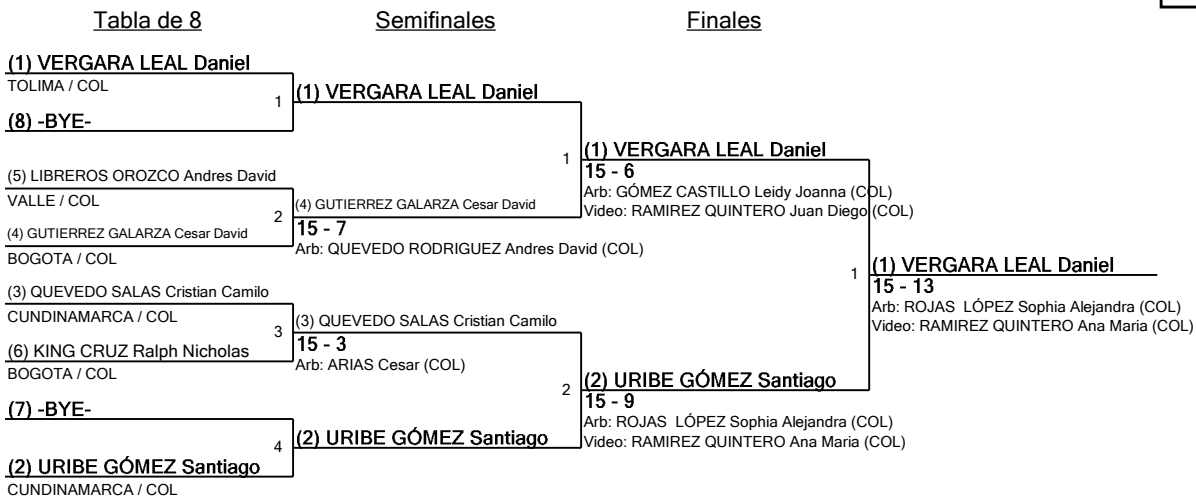 Tabla de 8
Semifinales
Finales
(1) VERGARA LEAL Daniel
TOLIMA / COL
1
(1) VERGARA LEAL Daniel
(8) -BYE-
1
(1) VERGARA LEAL Daniel
15 - 6
Arb: GÓMEZ CASTILLO Leidy Joanna (COL)
Video: RAMIREZ QUINTERO Juan Diego (COL)
(5) LIBREROS OROZCO Andres David
VALLE / COL
2
(4) GUTIERREZ GALARZA Cesar David
15 - 7
Arb: QUEVEDO RODRIGUEZ Andres David (COL)
(4) GUTIERREZ GALARZA Cesar David
BOGOTA / COL
1
(1) VERGARA LEAL Daniel
15 - 13
Arb: ROJAS  LÓPEZ Sophia Alejandra (COL)
Video: RAMIREZ QUINTERO Ana Maria (COL)
(3) QUEVEDO SALAS Cristian Camilo
CUNDINAMARCA / COL
3
(3) QUEVEDO SALAS Cristian Camilo
15 - 3
Arb: ARIAS Cesar (COL)
(6) KING CRUZ Ralph Nicholas
BOGOTA / COL
2
(2) URIBE GÓMEZ Santiago
15 - 9
Arb: ROJAS  LÓPEZ Sophia Alejandra (COL)
Video: RAMIREZ QUINTERO Ana Maria (COL)
(7) -BYE-
4
(2) URIBE GÓMEZ Santiago
(2) URIBE GÓMEZ Santiago
CUNDINAMARCA / COL